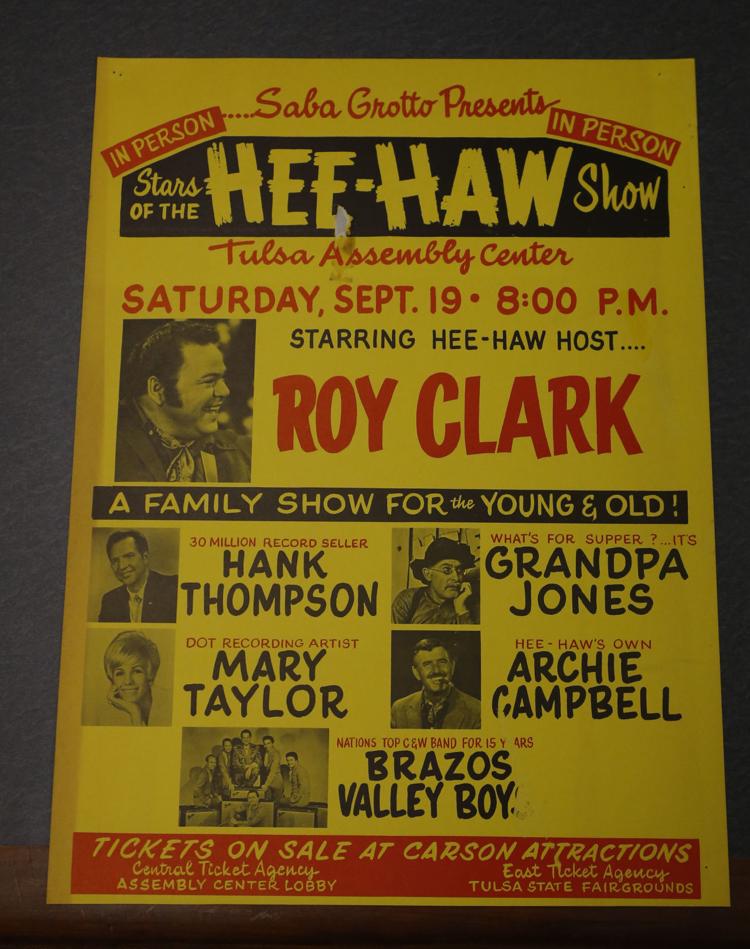 ....Saba Grotto Presents
IN PERSON
IN PERSON
Stars OF THE HEE-HAW Show
Tulsa Assembly Center
SATURDAY, SEPT. 19 • 8:00 P.M.
STARRING HEE-HAW HOST....
ROY CLARK
A FAMILY SHOW FOR the YOUNG & OLD!
30 MILLION RECORD SELLER
HANK
THOMPSON
WHAT'S FOR SUPPER?...IT'S
GRANDPA
JONES
DOT RECORDING ARTIST
MARY
TAYLOR
HEE-HAW'S OWN
ARCHIE
CAMPBELL
NATIONS TOP C&W BAND FOR 15 Y ARS
BRAZOS
VALLEY BOYS
TICKETS ON SALE AT CARSON ATTRACTIONS
Central Ticket Agency
ASSEMBLY CENTER LOBBY
East Ticket Agency
TULSA STATE FAIRGROUNDS